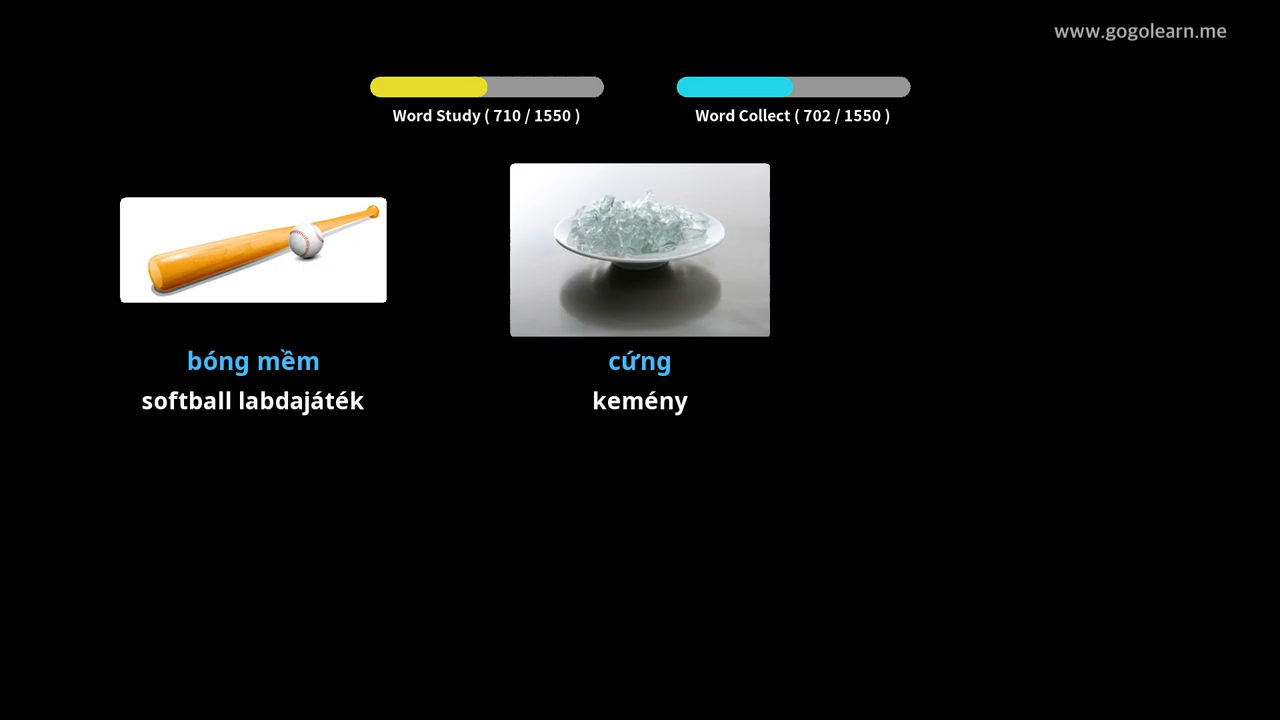 www.gogolearn.me
Word Study ( 710 / 1550 )
Word Collect ( 702 / 1550 )
bóng mềm
softball labdajáték
cứng
kemény